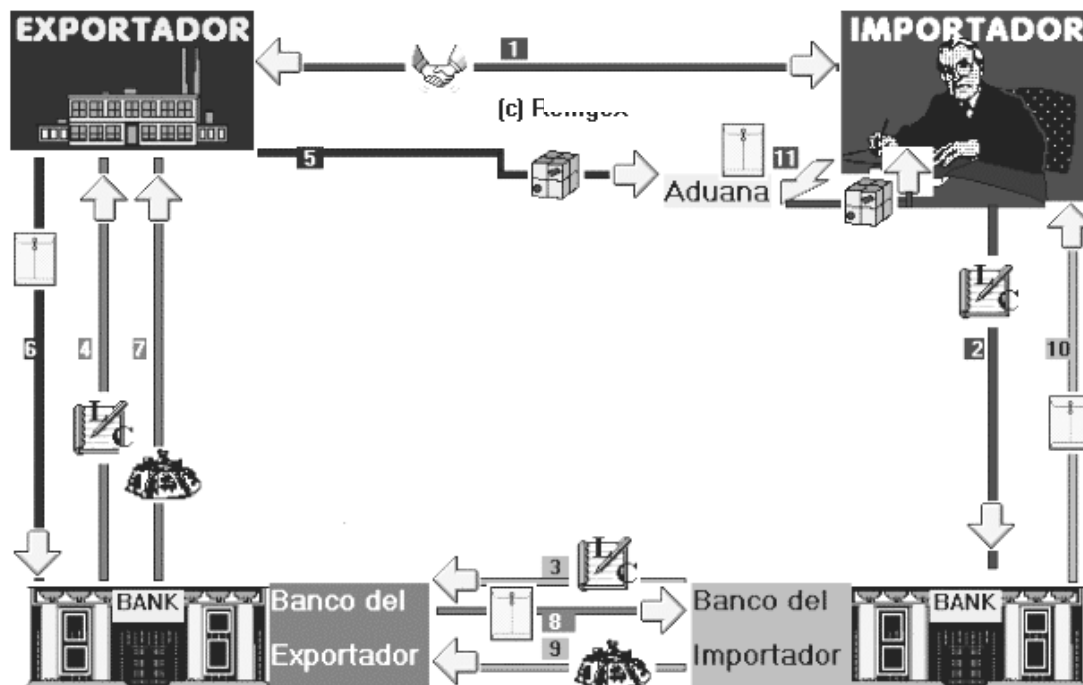 EXPORTADOR
IMPORTADOR
1
(c)
5
11
Aduana
6
4
7
2
10
L
C
L
C
3
L
C
BANK
Banco del
Exportador
8
9
Banco del
Importador
BANK